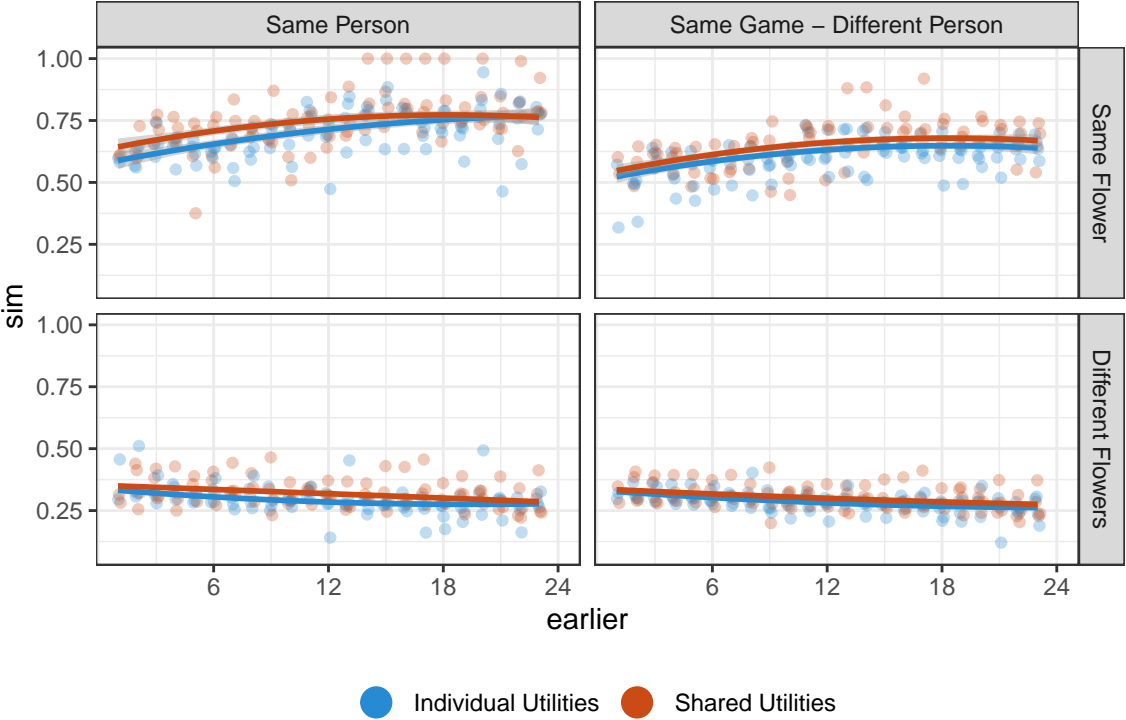 Same Person
Same Game − Different Person
1.00
0.75
0.50
0.25
Same Flower
sim
1.00
0.75
0.50
0.25
Different Flowers
6 12 18 24 6 12 18 24
earlier
Individual Utilities Shared Utilities